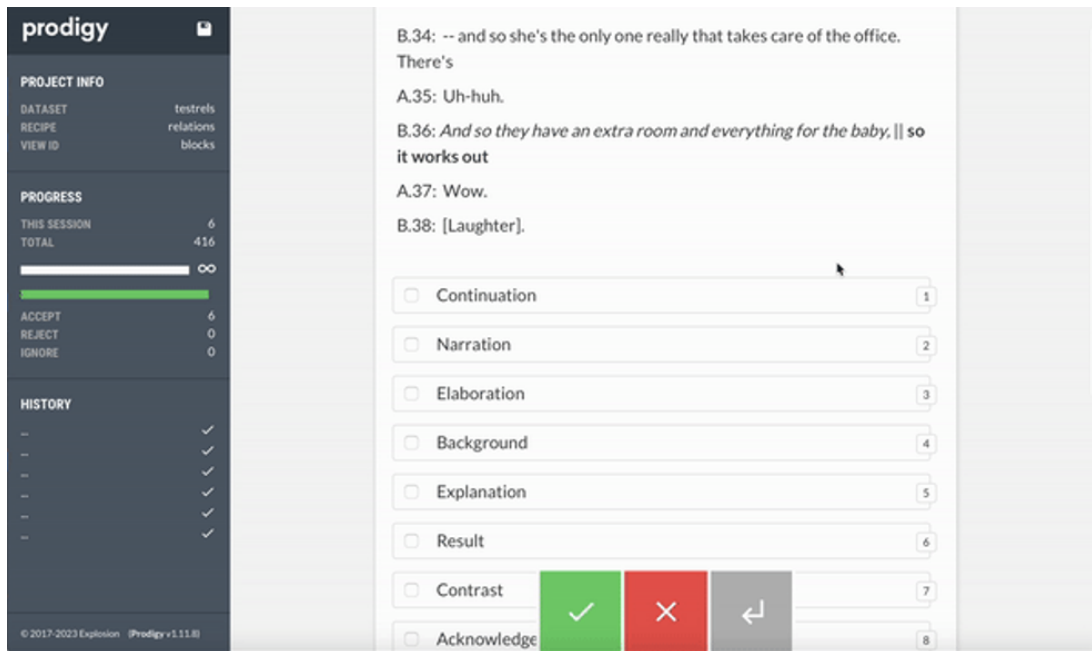 prodigy
PROJECT INFO
DATASET testrels
RECIPE relations
VIEW ID blocks
PROGRESS
THIS SESSION 6
TOTAL 416
∞
ACCEPT 6
REJECT 0
IGNORE 0
HISTORY
...
...
...
...
...
...
© 2017-2023 Explosion (Prodigy v1.11.8)
B.34: -- and so she's the only one really that takes care of the office.
There's
A.35: Uh-huh.
B.36: And so they have an extra room and everything for the baby, || so
it works out
A.37: Wow.
B.38: [Laughter].
Continuation 1
Narration 2
Elaboration 3
Background 4
Explanation 5
Result 6
Contrast 7
Acknowledge 8